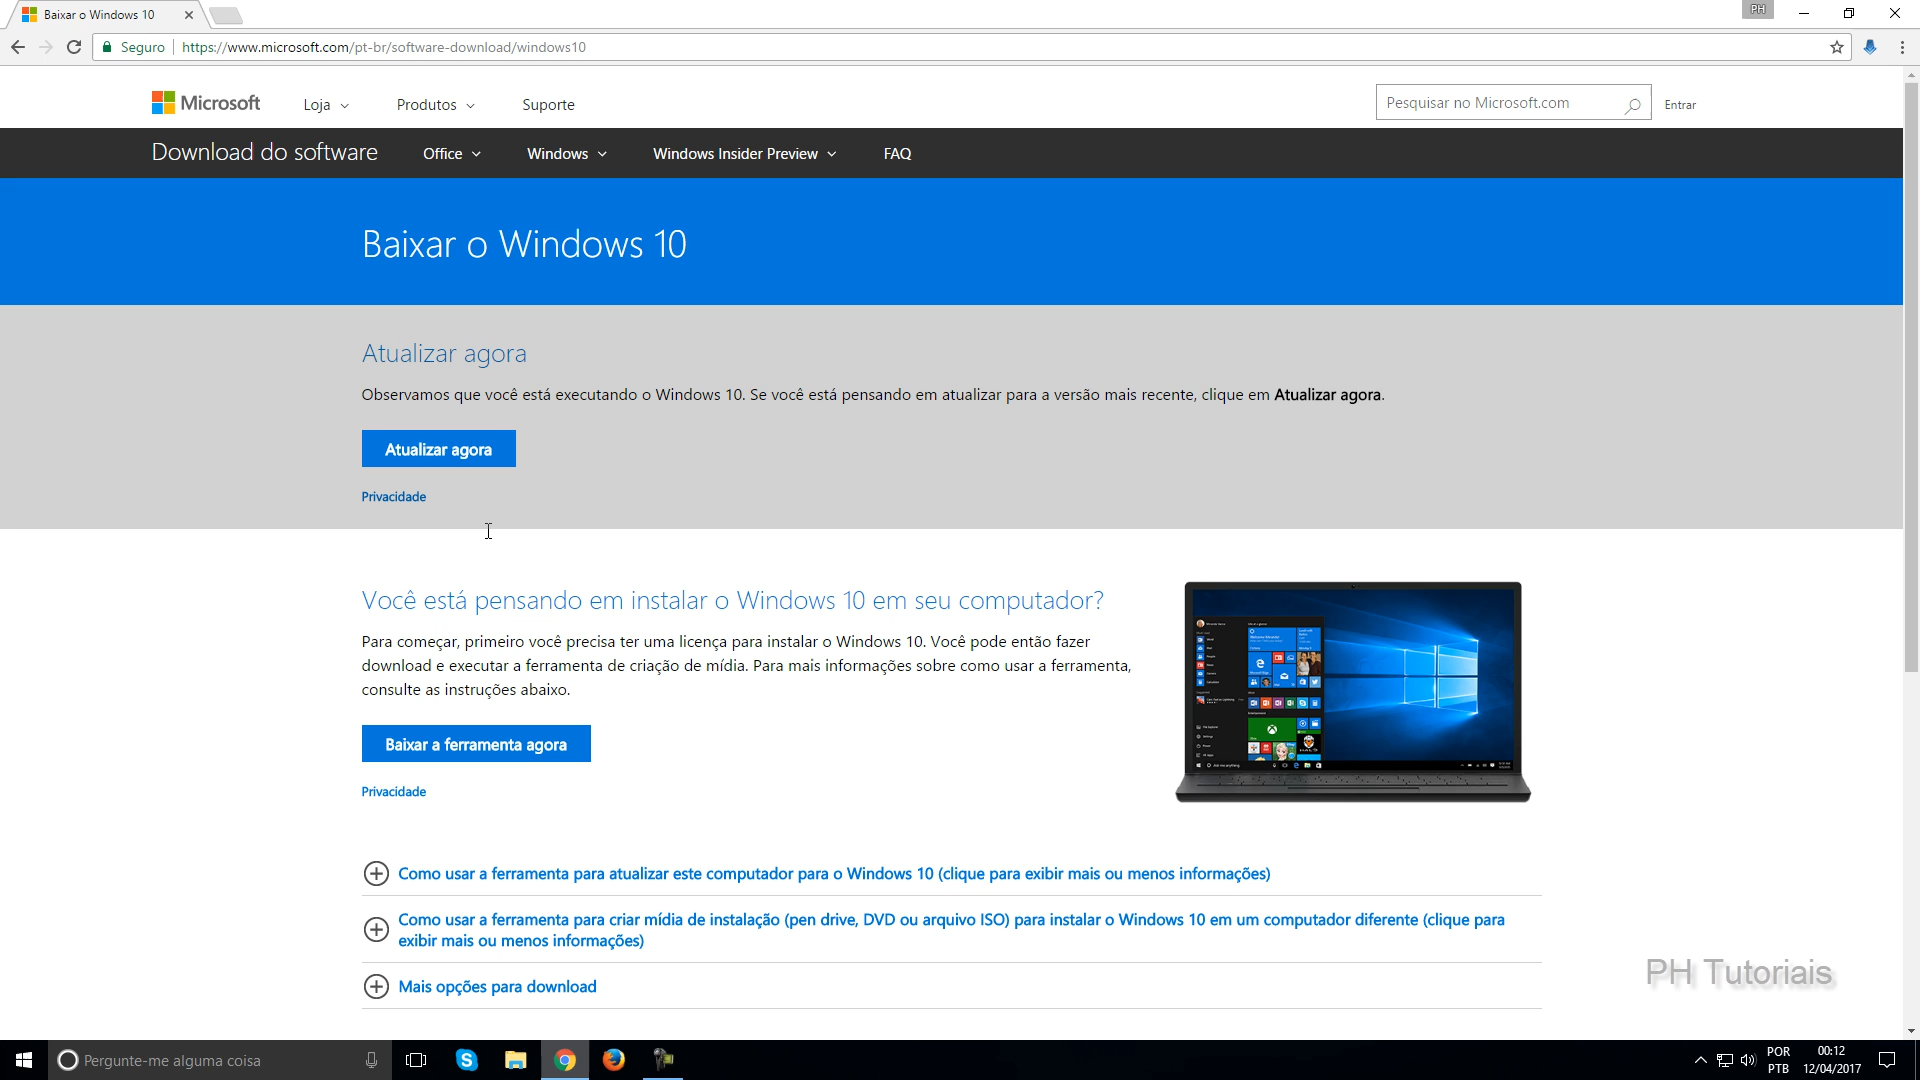 Baixar o Windows 10
PH
Seguro
https://www.microsoft.com/pt-br/software-download/windows10
Microsoft
Loja
Produtos
Suporte
Pesquisar no Microsoft.com
Entrar
Download do software
Office
Windows
Windows Insider Preview
FAQ
Baixar o Windows 10
Atualizar agora
Observamos que você está executando o Windows 10. Se você está pensando em atualizar para a versão mais recente, clique em Atualizar agora.
Atualizar agora
Privacidade
Você está pensando em instalar o Windows 10 em seu computador?
Para começar, primeiro você precisa ter uma licença para instalar o Windows 10. Você pode então fazer
download e executar a ferramenta de criação de mídia. Para mais informações sobre como usar a ferramenta,
consulte as instruções abaixo.
Baixar a ferramenta agora
Privacidade
Como usar a ferramenta para atualizar este computador para o Windows 10 (clique para exibir mais ou menos informações)
Como usar a ferramenta para criar mídia de instalação (pen drive, DVD ou arquivo ISO) para instalar o Windows 10 em um computador diferente (clique para
exibir mais ou menos informações)
Mais opções para download
PH Tutoriais
Pergunte-me alguma coisa
POR
PTB
00:12
12/04/2017